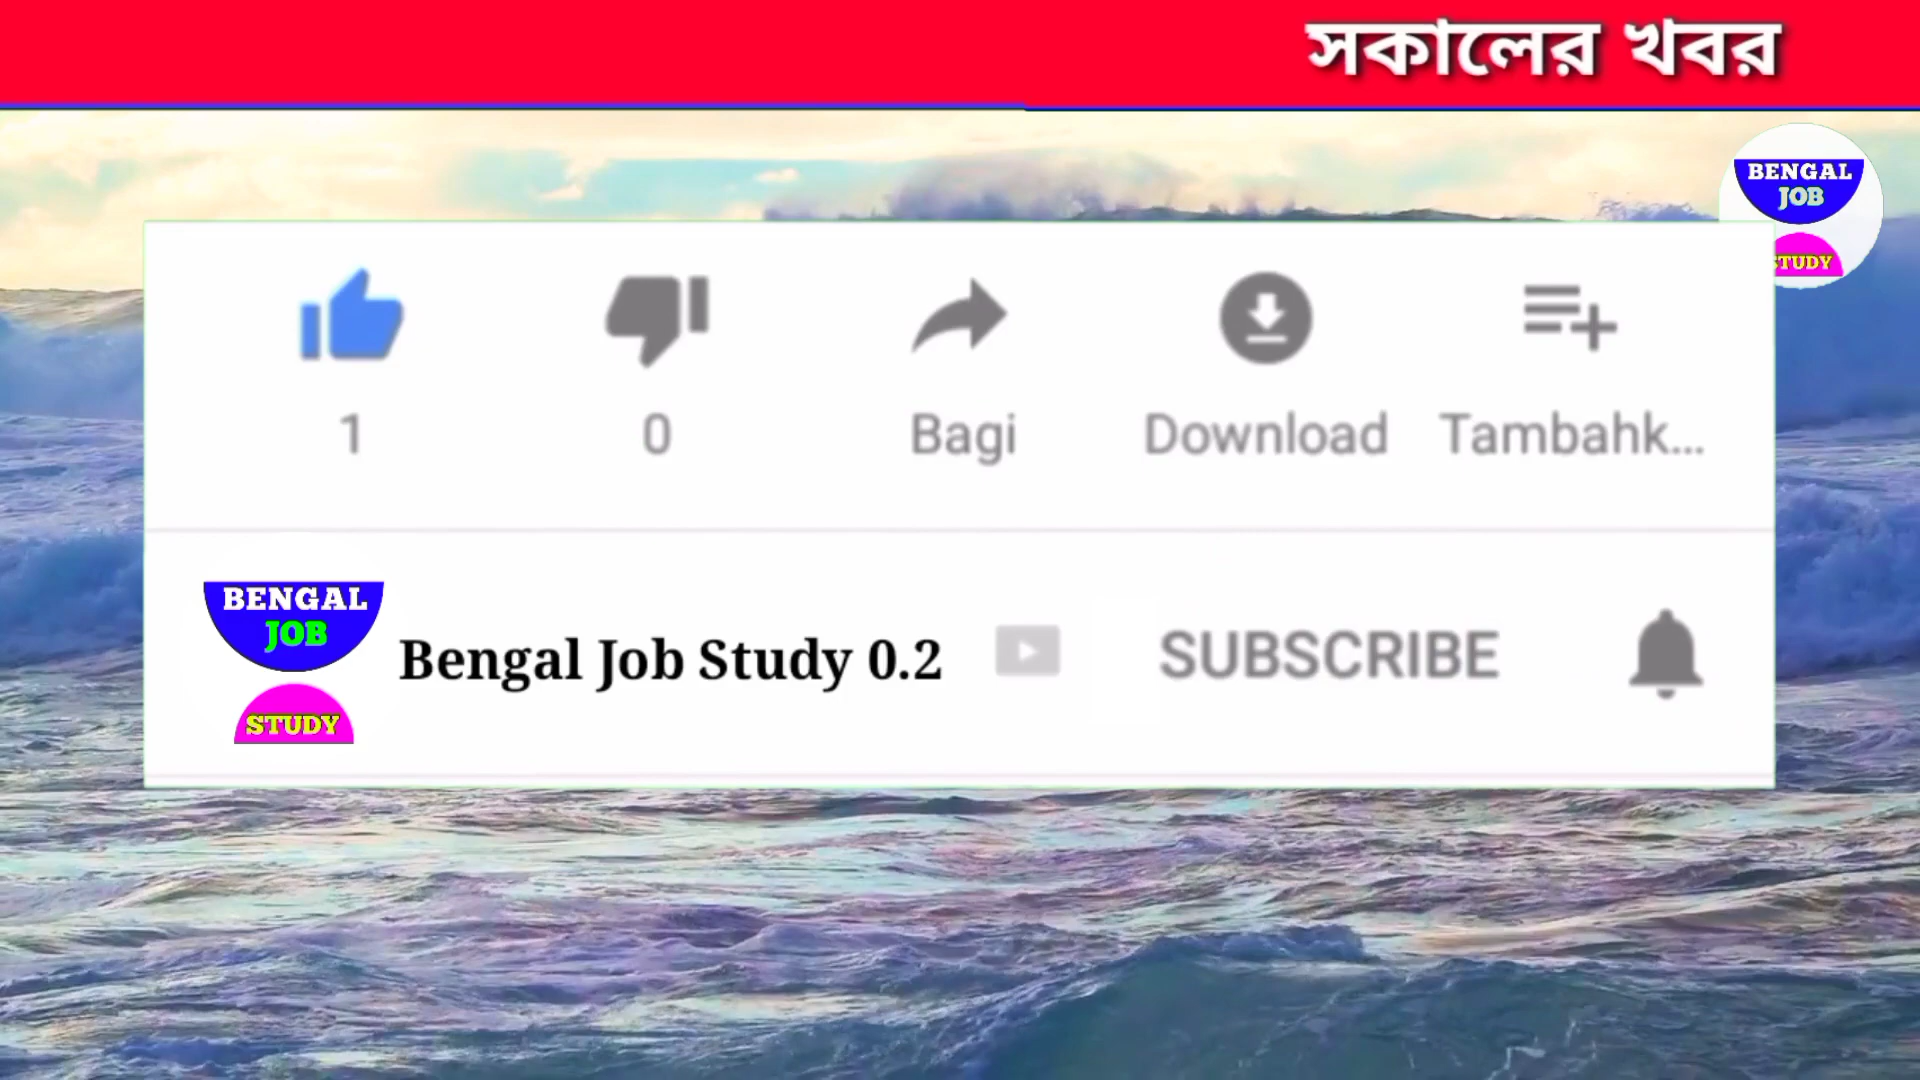 সকালের খবর
BENGAL
JOB
STUDY
1
0
Bagi
Download
Tambahk...
BENGAL
JOB
STUDY
Bengal Job Study 0.2
SUBSCRIBE